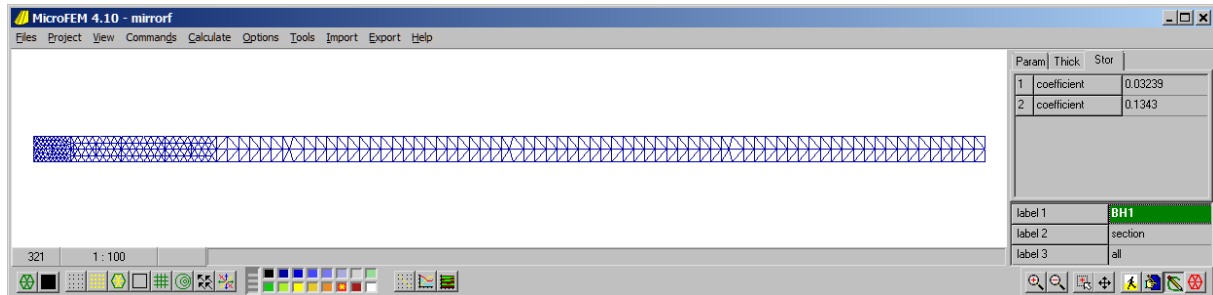 MicroFEM 4.10 - mirrorf
Files Project View Commands Calculate Options Tools Import Export Help
Param Thick Stor
1 coefficient 0.03239
2 coefficient 0.1343
label 1 BH1
label 2 section
label 3 all
321 1 : 100